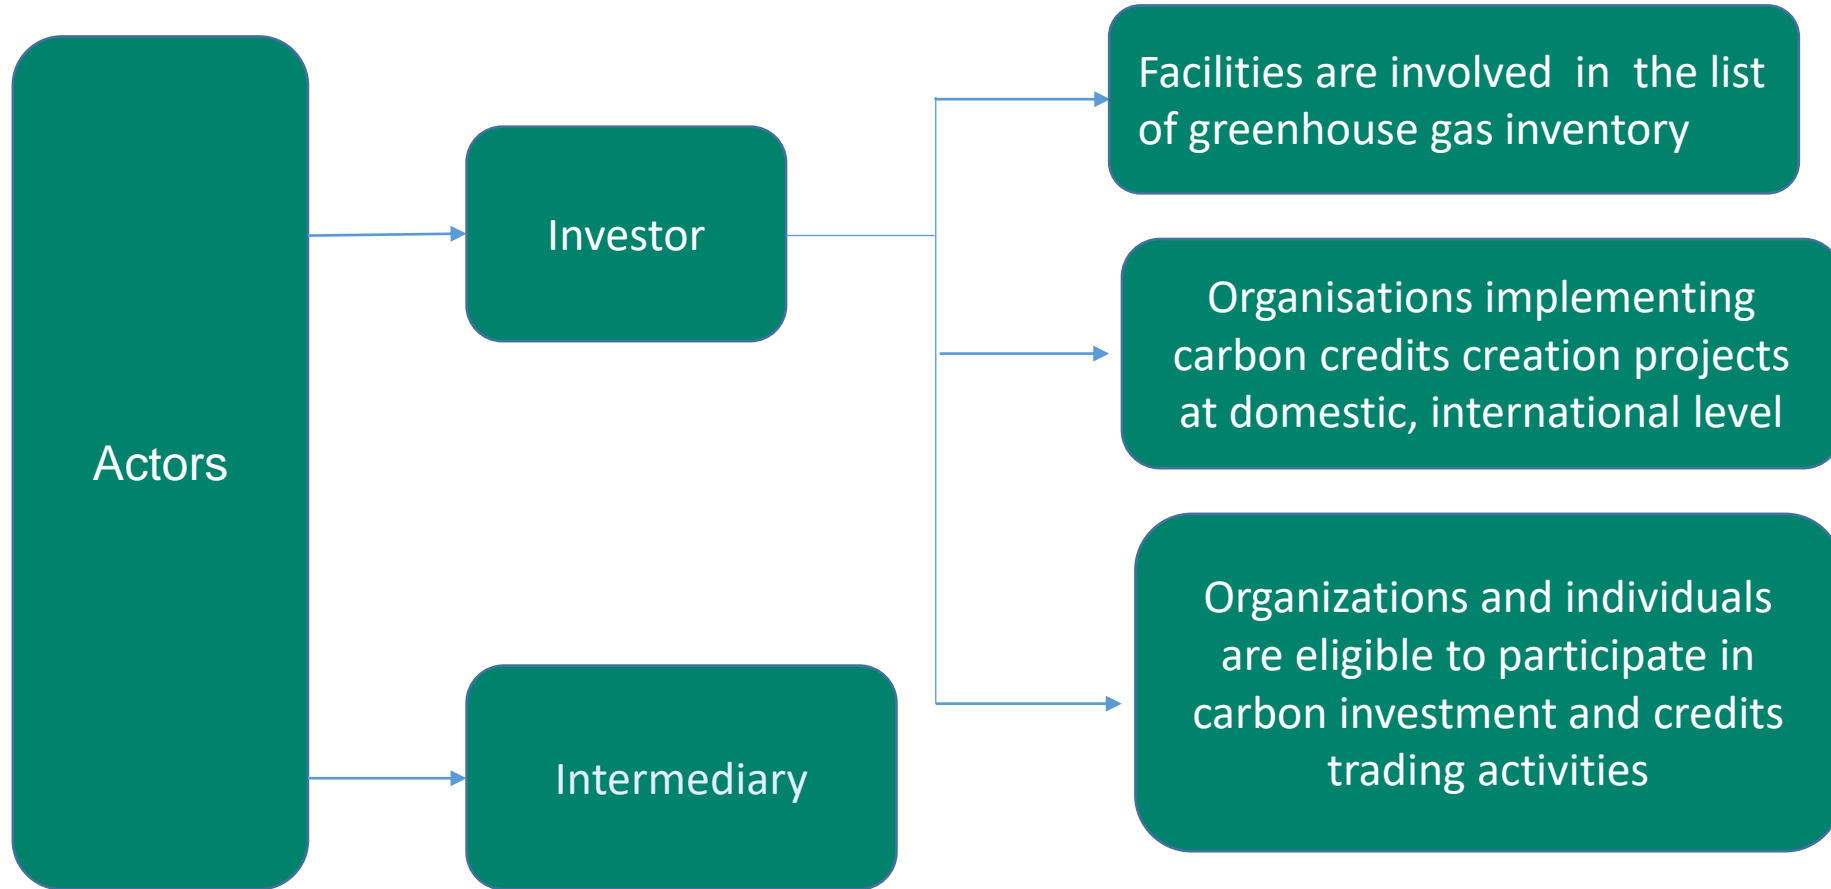 Actors
Investor
Intermediary
Facilities are involved in the list
of greenhouse gas inventory
Organisations implementing
carbon credits creation projects
at domestic, international level
Organizations and individuals
are eligible to participate in
carbon investment and credits
trading activities